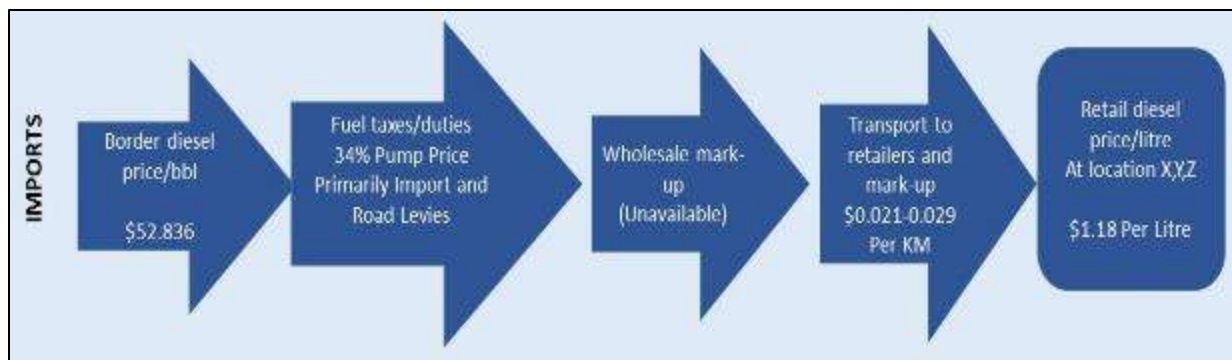 IMPORTS
Border diesel
price/bbl
$52.836
Fuel taxes/duties
34% Pump Price
Primarily Import and
Road Levies
Wholesale mark-
up
(Unavailable)
Transport to
retailers and
mark-up
$0.021-0.029
Per KM
Retail diesel
price/litre
At location X,Y,Z
$1.18 Per Litre